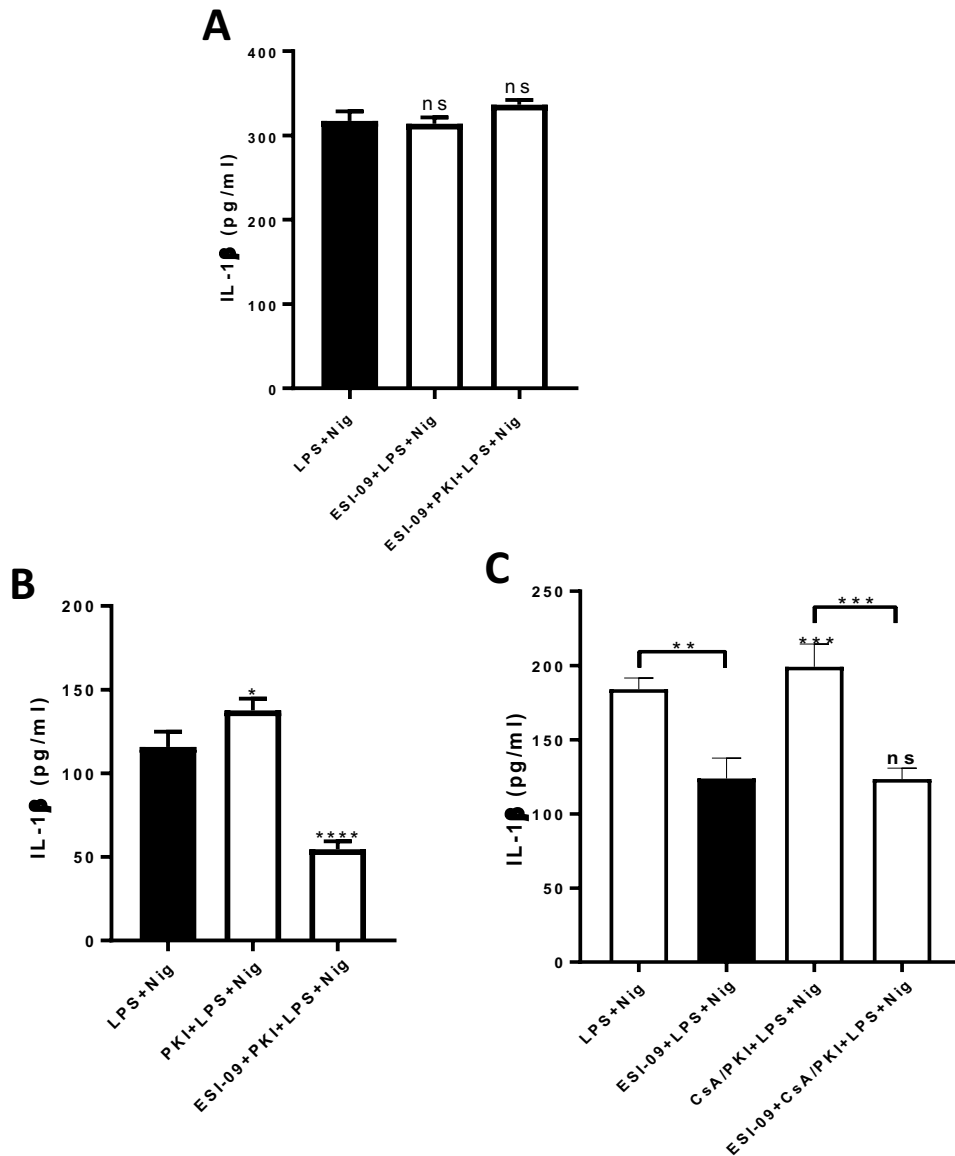 A
400
300
200
100
0
IL-1β (pg/ml)
ns
ns
LPS+Nig
ESI-09+LPS+Nig
ESI-09+PKI+LPS+Nig
B
200
150
100
50
0
IL-1β (pg/ml)
*
****
LPS+Nig
PKI+LPS+Nig
ESI-09+PKI+LPS+Nig
C
250
200
150
100
50
0
IL-1β (pg/ml)
**
***
***
ns
LPS+Nig
ESI-09+LPS+Nig
CsA/PKI+LPS+Nig
ESI-09+CsA/PKI+LPS+Nig